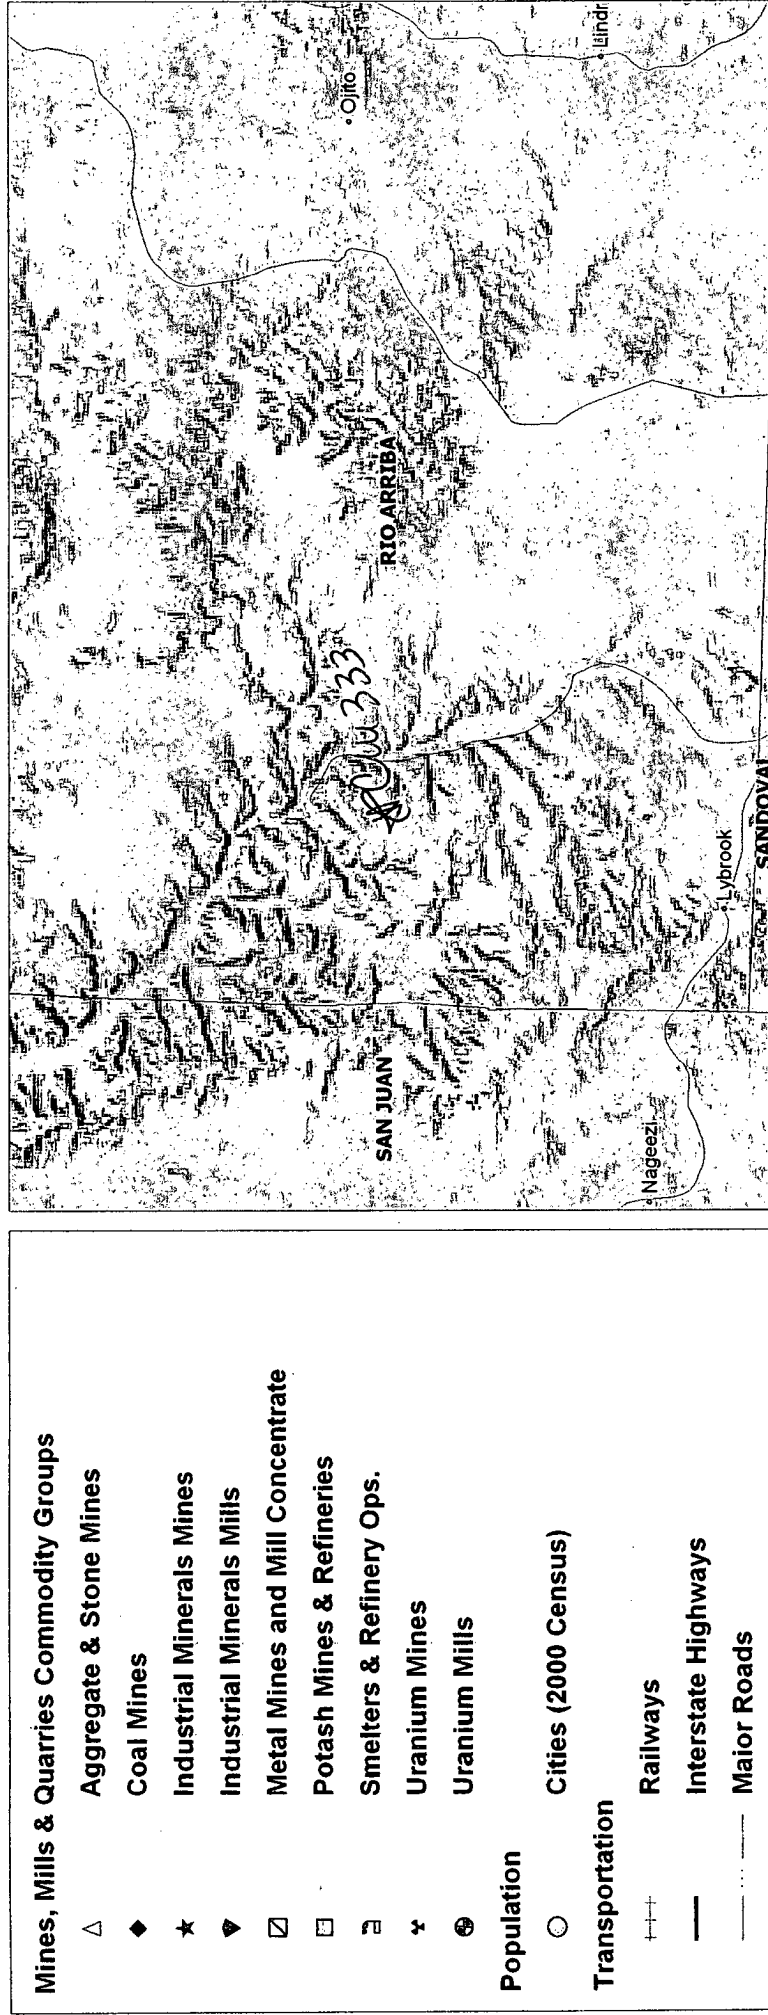 Mines, Mills & Quarries Commodity Groups
Aggregate & Stone Mines
Coal Mines
Industrial Minerals Mines
Industrial Minerals Mills
Metal Mines and Mill Concentrate
Potash Mines & Refineries
Smelters & Refinery Ops.
Uranium Mines
Uranium Mills
Population
Cities (2000 Census)
Transportation
Railways
Interstate Highways
Major Roads
Ojito
Lindr
RIO ARRIBA
333
SAN JUAN
Lybrook
Nageezi
SANDOVAL